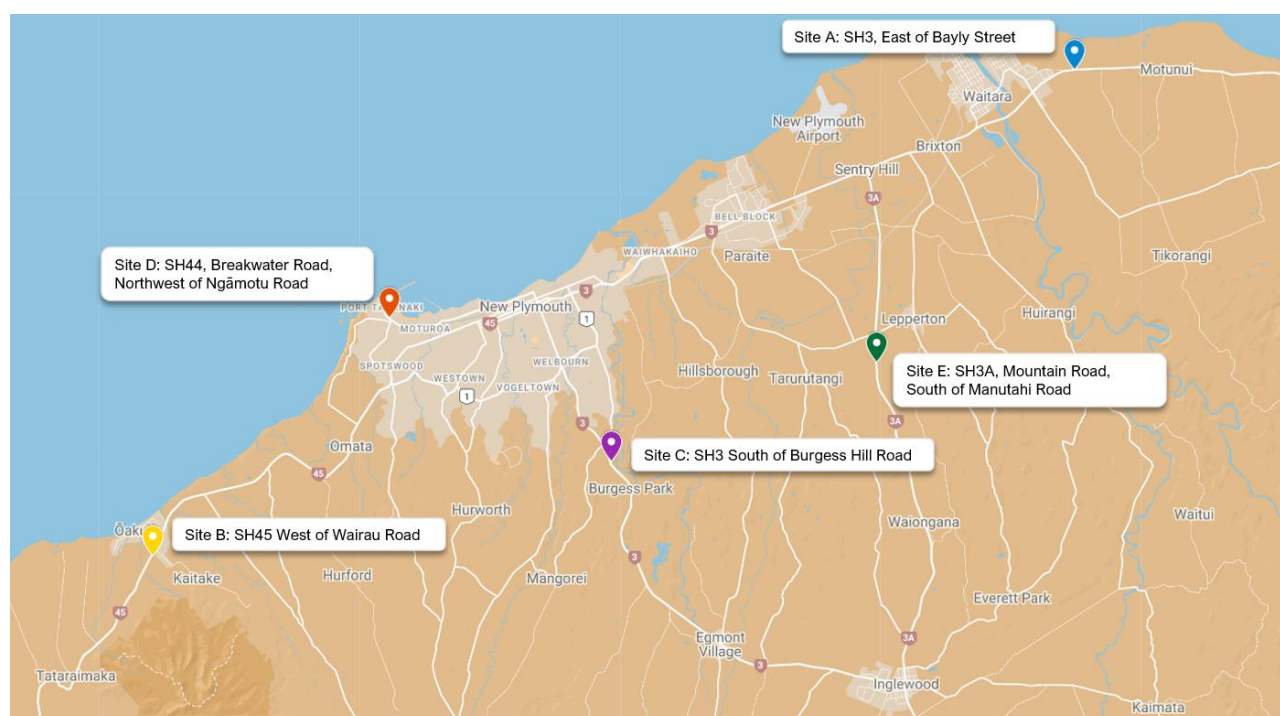 Site A: SH3, East of Bayly Street
Motunui
Waitara
New Plymouth
Airport
Brixton
Sentry Hill
3
3A
BELL BLOCK
3
WAIWHAKAIHO
Paraite
Tikorangi
Site D: SH44, Breakwater Road,
Northwest of Ngāmotu Road
3
New Plymouth
1
45
MOTUROA
Lepperton
Huirangi
SPOTSWOOD
WELBOURN
WESTOWN
VOGELTOWN
1
Hillsborough
Tarurutangi
Site E: SH3A, Mountain Road,
South of Manutahi Road
3
3A
Omata
45
Site C: SH3 South of Burgess Hill Road
Burgess Park
Hurworth
Waiongana
Waitui
Site B: SH45 West of Wairau Road
Kaitake
Hurford
Mangorei
3
Everett Park
45
3A
Egmont
Village
3
Tataraimaka
Inglewood
Kaimata